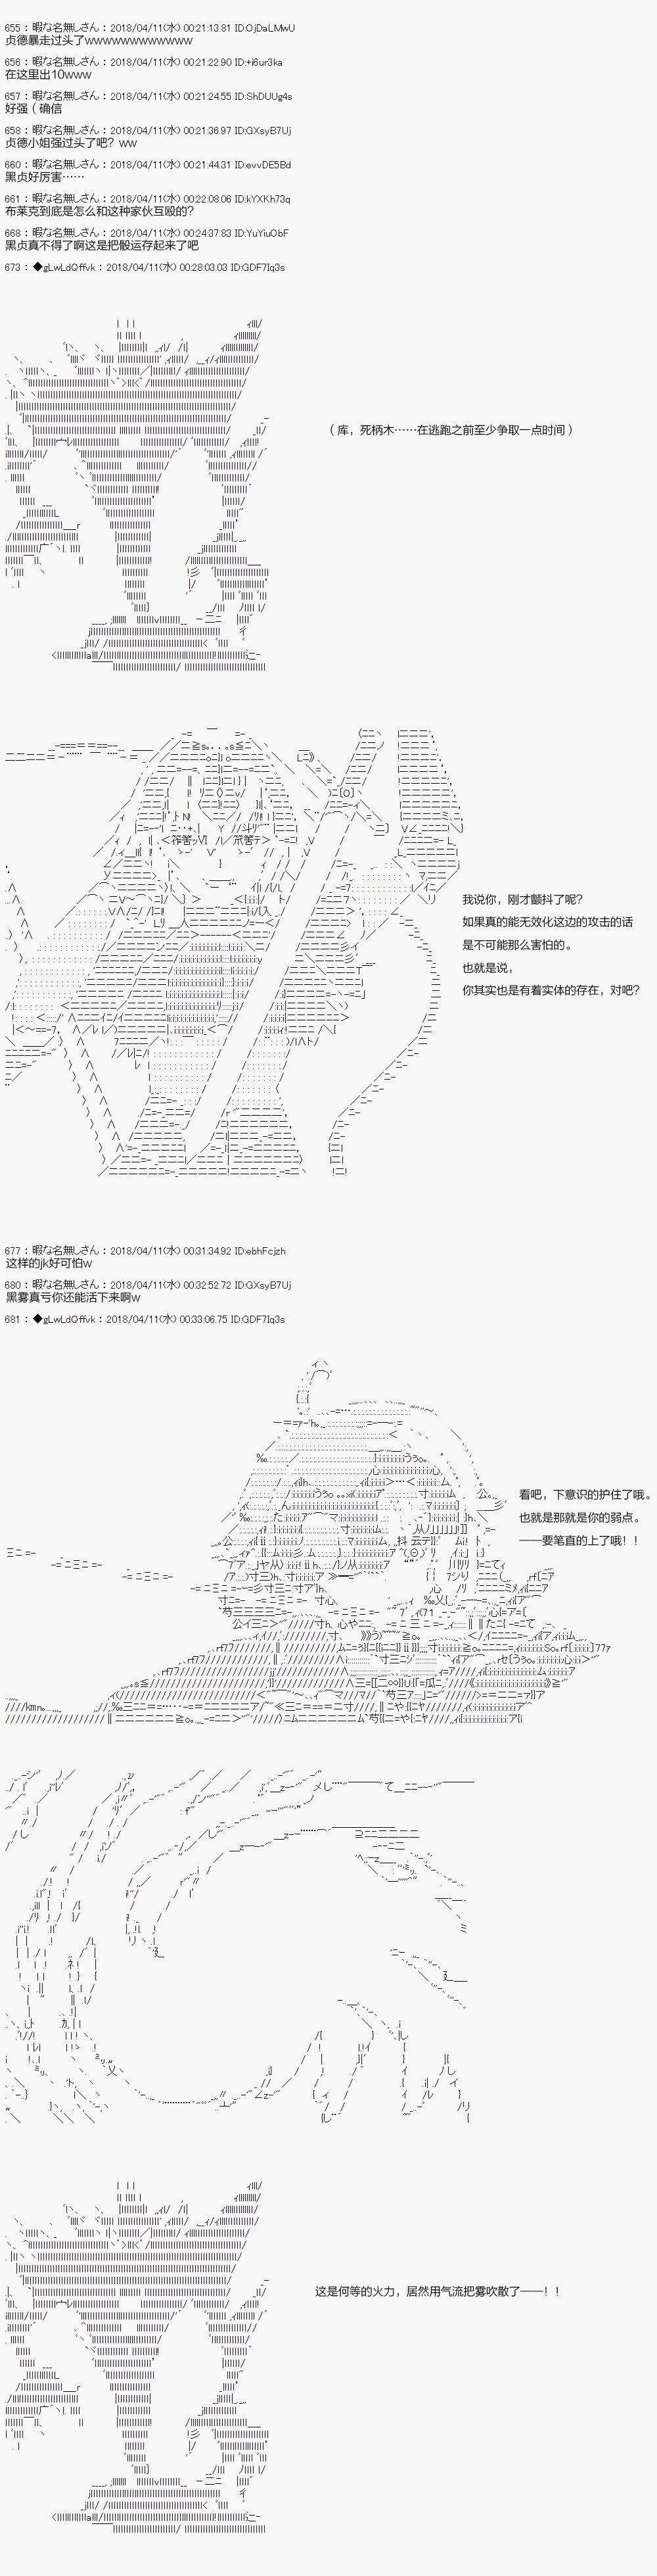 655 : 暇な名無しさん : 2018/04/11(水) 00:21:13.81 ID:OjDaLMwU
贞德暴走过头了wwwwwwwwwwww
656 : 暇な名無しさん : 2018/04/11(水) 00:21:22.90 ID:+i6ur3ka
在这里出10www
657 : 暇な名無しさん : 2018/04/11(水) 00:21:24.55 ID:ShDUUg4s
好强（确信
658 : 暇な名無しさん : 2018/04/11(水) 00:21:36.97 ID:GXsyB7Uj
贞德小姐强过头了吧？ww
660 : 暇な名無しさん : 2018/04/11(水) 00:21:44.31 ID:evvDE5Bd
黑贞好厉害……
661 : 暇な名無しさん : 2018/04/11(水) 00:22:08.06 ID:kYXKh73q
布莱克到底是怎么和这种家伙互殴的?
668 : 暇な名無しさん : 2018/04/11(水) 00:24:37.83 ID:YuYiuObF
黑贞真不得了啊这是把骰运存起来了吧
673 : ◆gLwLdQffvk : 2018/04/11(水) 00:28:03.03 ID:GDF7Iq3s
（库，死柄木……在逃跑之前至少争取一点时间）
我说你，刚才颤抖了呢?
如果真的能无效化这边的攻击的话
是不可能那么害怕的。
也就是说，
你其实也是有着实体的存在，对吧?
677 : 暇な名無しさん : 2018/04/11(水) 00:31:34.92 ID:ebhFcjzh
这样的jk好可怕w
680 : 暇な名無しさん : 2018/04/11(水) 00:32:52.72 ID:GXsyB7Uj
黑雾真亏你还能活下来啊w
681 : ◆gLwLdQffvk : 2018/04/11(水) 00:33:06.75 ID:GDF7Iq3s
看吧，下意识的护住了哦。
也就是那就是你的弱点。
——要笔直的上了哦！！
这是何等的火力，居然用气流把雾吹散了——！！